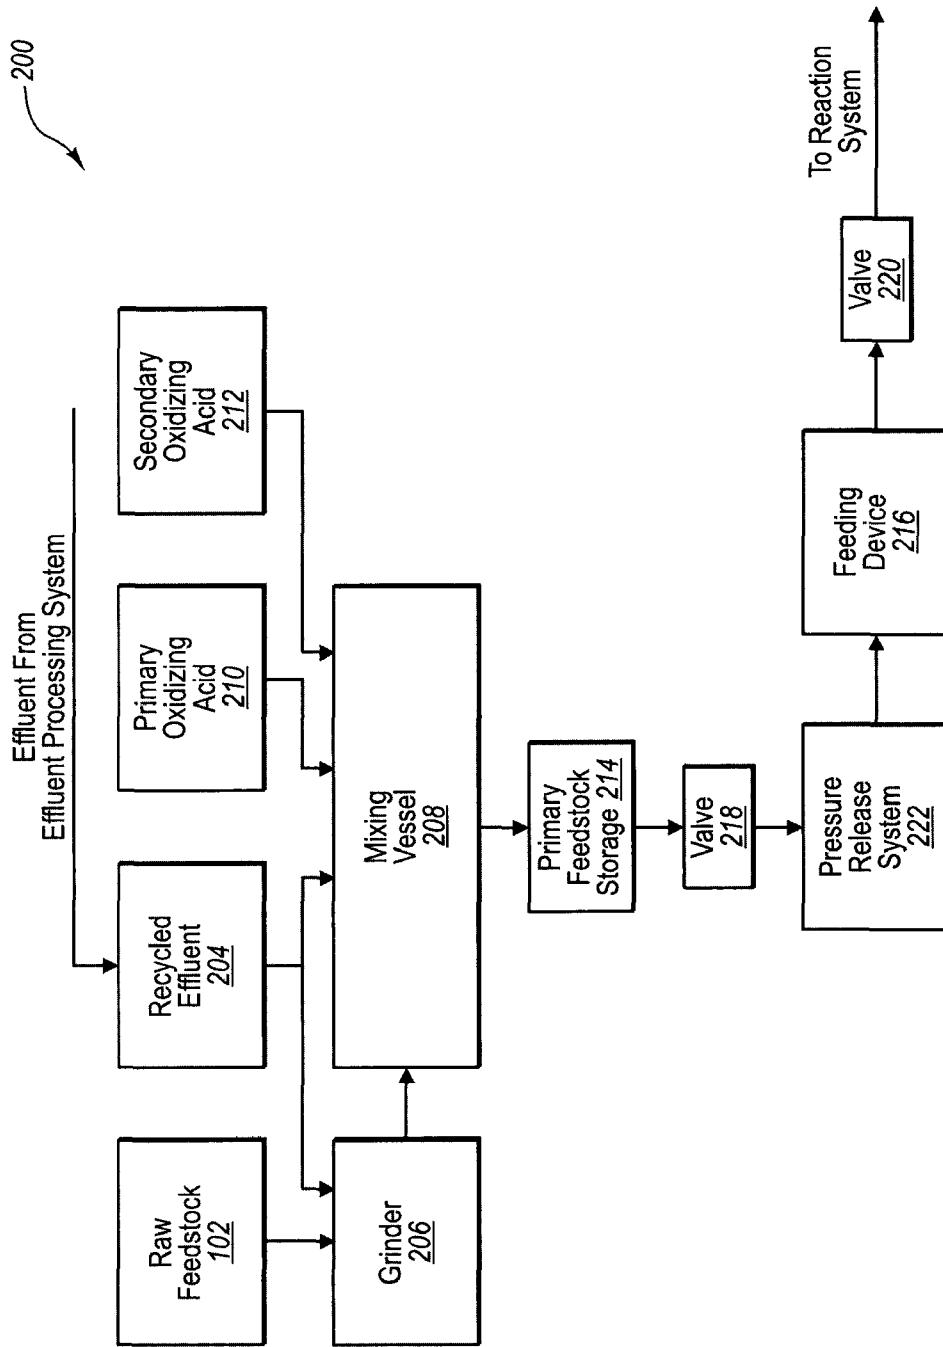 200
Effluent From
Effluent Processing System
Raw
Feedstock
102
Recycled
Effluent
204
Primary
Oxidizing
Acid
210
Secondary
Oxidizing
Acid
212
Grinder
206
Mixing
Vessel
208
Primary
Feedstock
Storage 214
Valve
218
Pressure
Release
System
222
Feeding
Device
216
Valve
220
To Reaction
System